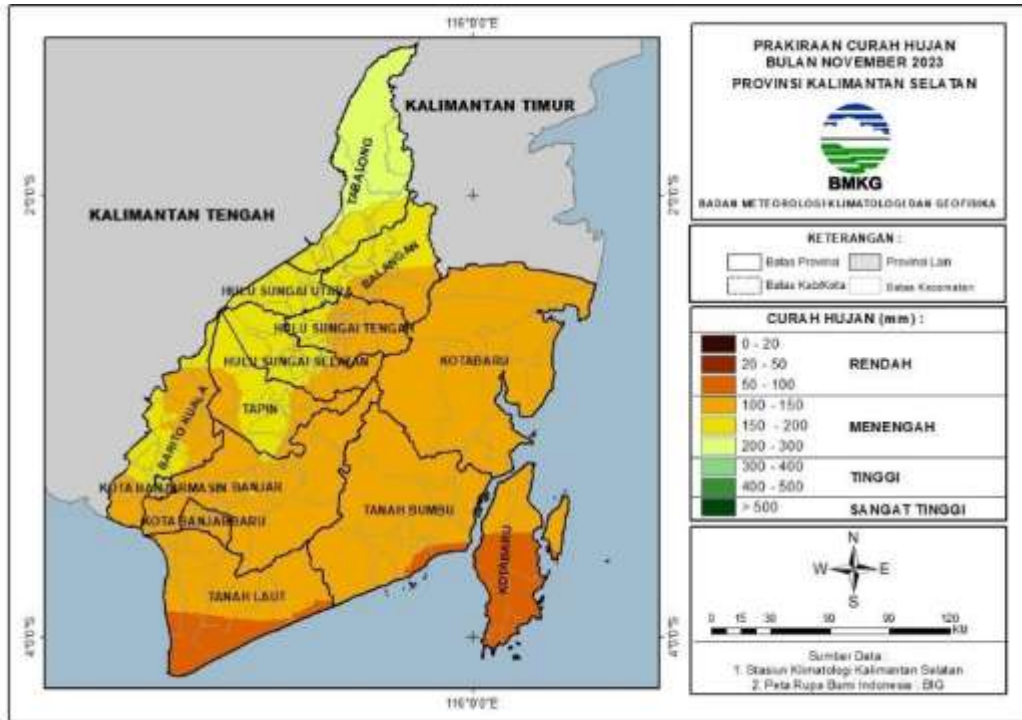 116°0'0"E
KALIMANTAN TIMUR
KALIMANTAN TENGAH
TABALONG
BALANGAN
HULU SUNGAI UTARA
HULU SUNGAI TENGAH
HULU SUNGAI SELATAN
KOTABARU
TAPIN
BARITO KUALA
KOTA BANJARMASIN
BANJAR
KOTA BANJARBARU
TANAH BUMBU
KOTABARU
TANAH LAUT
2°0'0"S
2°0'0"S
4°0'0"S
4°0'0"S
116°0'0"E
PRAKIRAAN CURAH HUJAN
BULAN NOVEMBER 2023
PROVINSI KALIMANTAN SELATAN
BMKG
BADAN METEOROLOGI KLIMATOLOGI DAN GEOFISIKA
KETERANGAN :
Batas Provinsi
Provinsi Lain
Batas Kab/Kota
Batas Kecamatan
CURAH HUJAN (mm) :
0 - 20
20 - 50
50 - 100
RENDAH
100 - 150
150 - 200
200 - 300
MENENGAH
300 - 400
400 - 500
TINGGI
> 500
SANGAT TINGGI
N
W
E
S
0 15 30 60 90 120
KM
Sumber Data :
1. Stasiun Klimatologi Kalimantan Selatan
2. Peta Rupa Bumi Indonesia : BIG